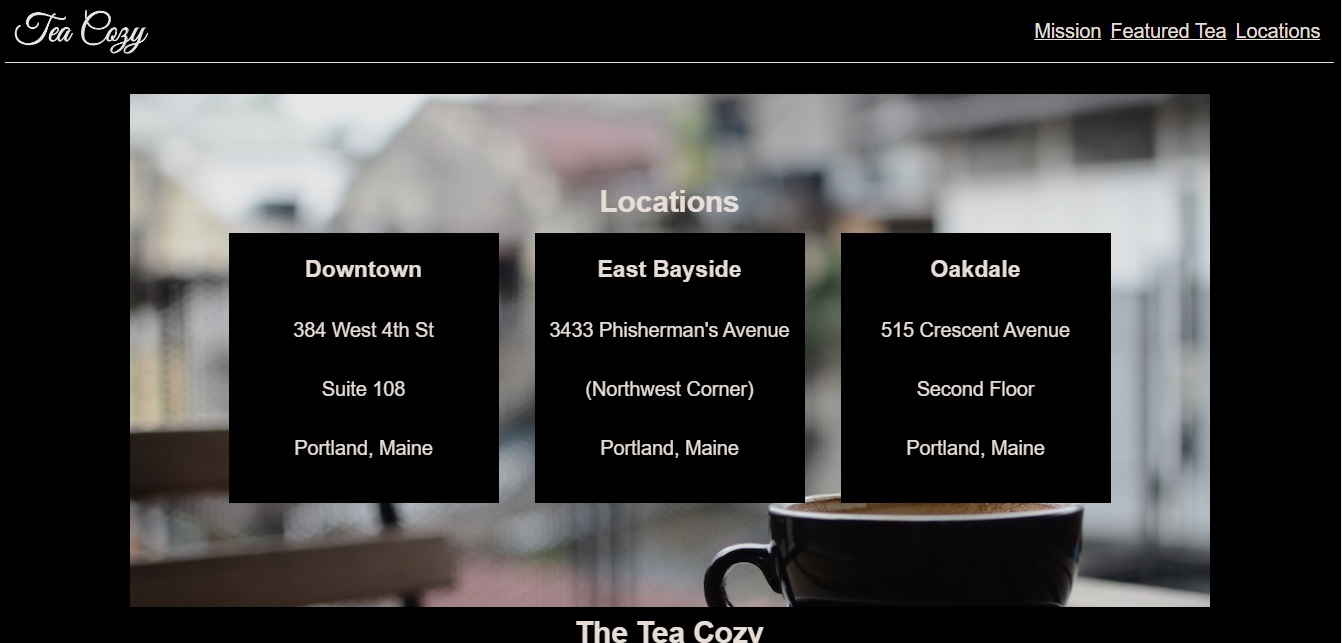 Tea Cozy
Mission Featured Tea Locations
Locations
Downtown
384 West 4th St
Suite 108
Portland, Maine
East Bayside
3433 Phisherman's Avenue
(Northwest Corner)
Portland, Maine
Oakdale
515 Crescent Avenue
Second Floor
Portland, Maine
The Tea Cozy